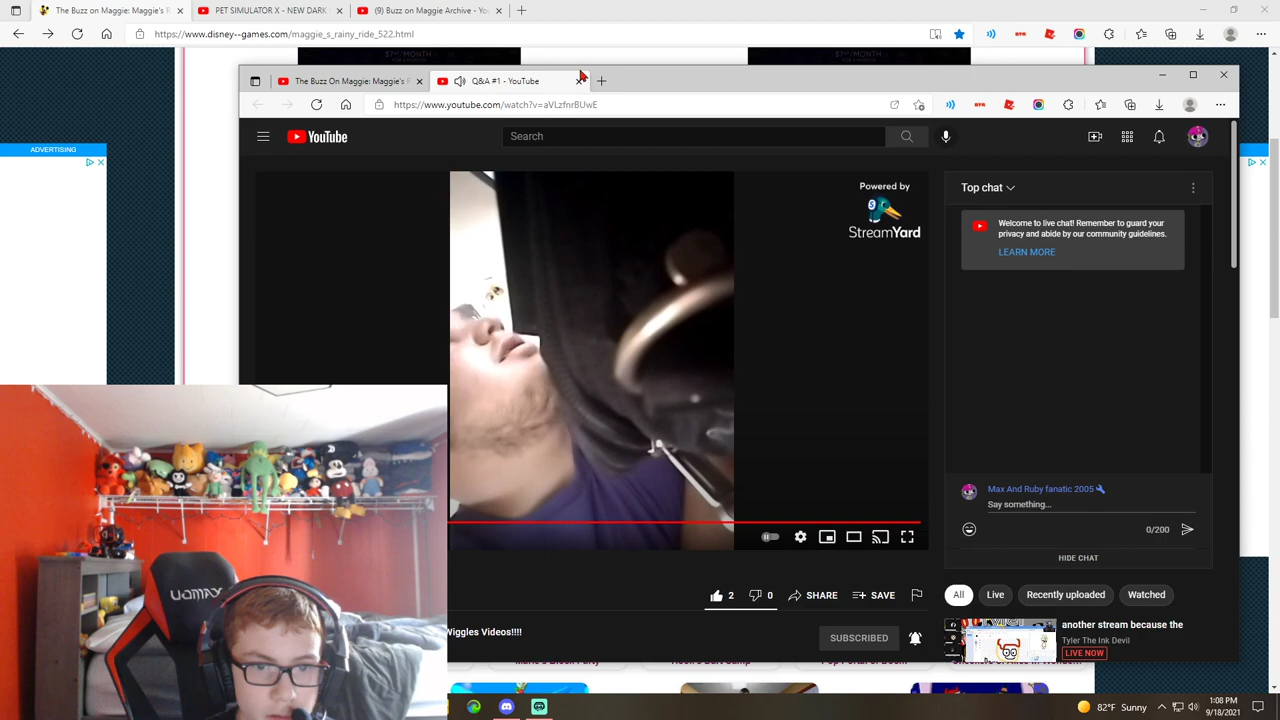 The Buzz On Maggie: Maggie's R
PET SIMULATOR X - NEW DARK
(9) Buzz on Maggie Archive - You
https://www.disney--games.com/maggie_s_rainy_ride_522.html
ADVERTISING
The Buzz On Maggie: Maggie's R
Q&A #1 - YouTube
https://www.youtube.com/watch?v=aVLzfnrBUwE
YouTube
Search
Powered by
StreamYard
Top chat
Welcome to live chat! Remember to guard your
privacy and abide by our community guidelines.
LEARN MORE
Max And Ruby fanatic 2005
Say something...
0/200
HIDE CHAT
2
0
SHARE
SAVE
All
Live
Recently uploaded
Watched
Wiggles Videos!!!!
SUBSCRIBED
another stream because the
Tyler The Ink Devil
LIVE NOW
UOMAX
82°F Sunny
1:08 PM
9/18/2021